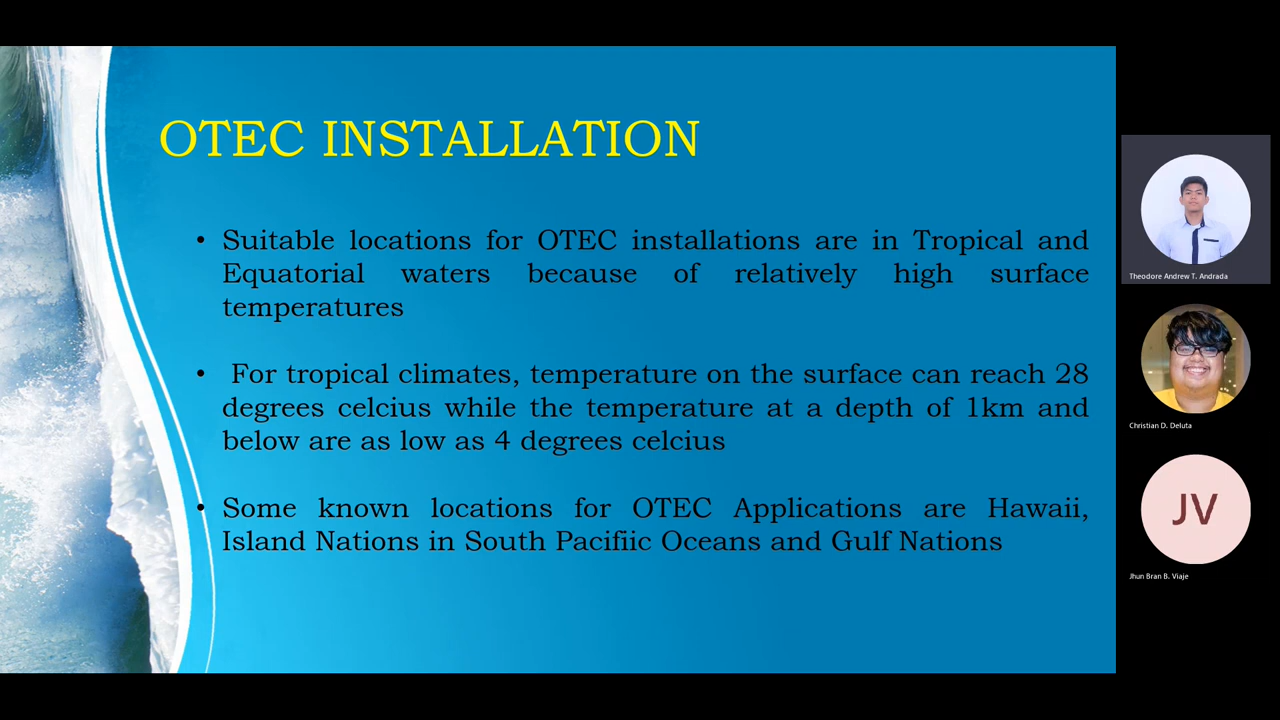 OTEC INSTALLATION
• Suitable locations for OTEC installations are in Tropical and
Equatorial waters because of relatively high surface
temperatures
• For tropical climates, temperature on the surface can reach 28
degrees celcius while the temperature at a depth of 1km and
below are as low as 4 degrees celcius
• Some known locations for OTEC Applications are Hawaii,
Island Nations in South Pacifiic Oceans and Gulf Nations
Theodore Andrew T. Andrada
Christian D. Deluta
JV
Jhun Bran B. Viaje